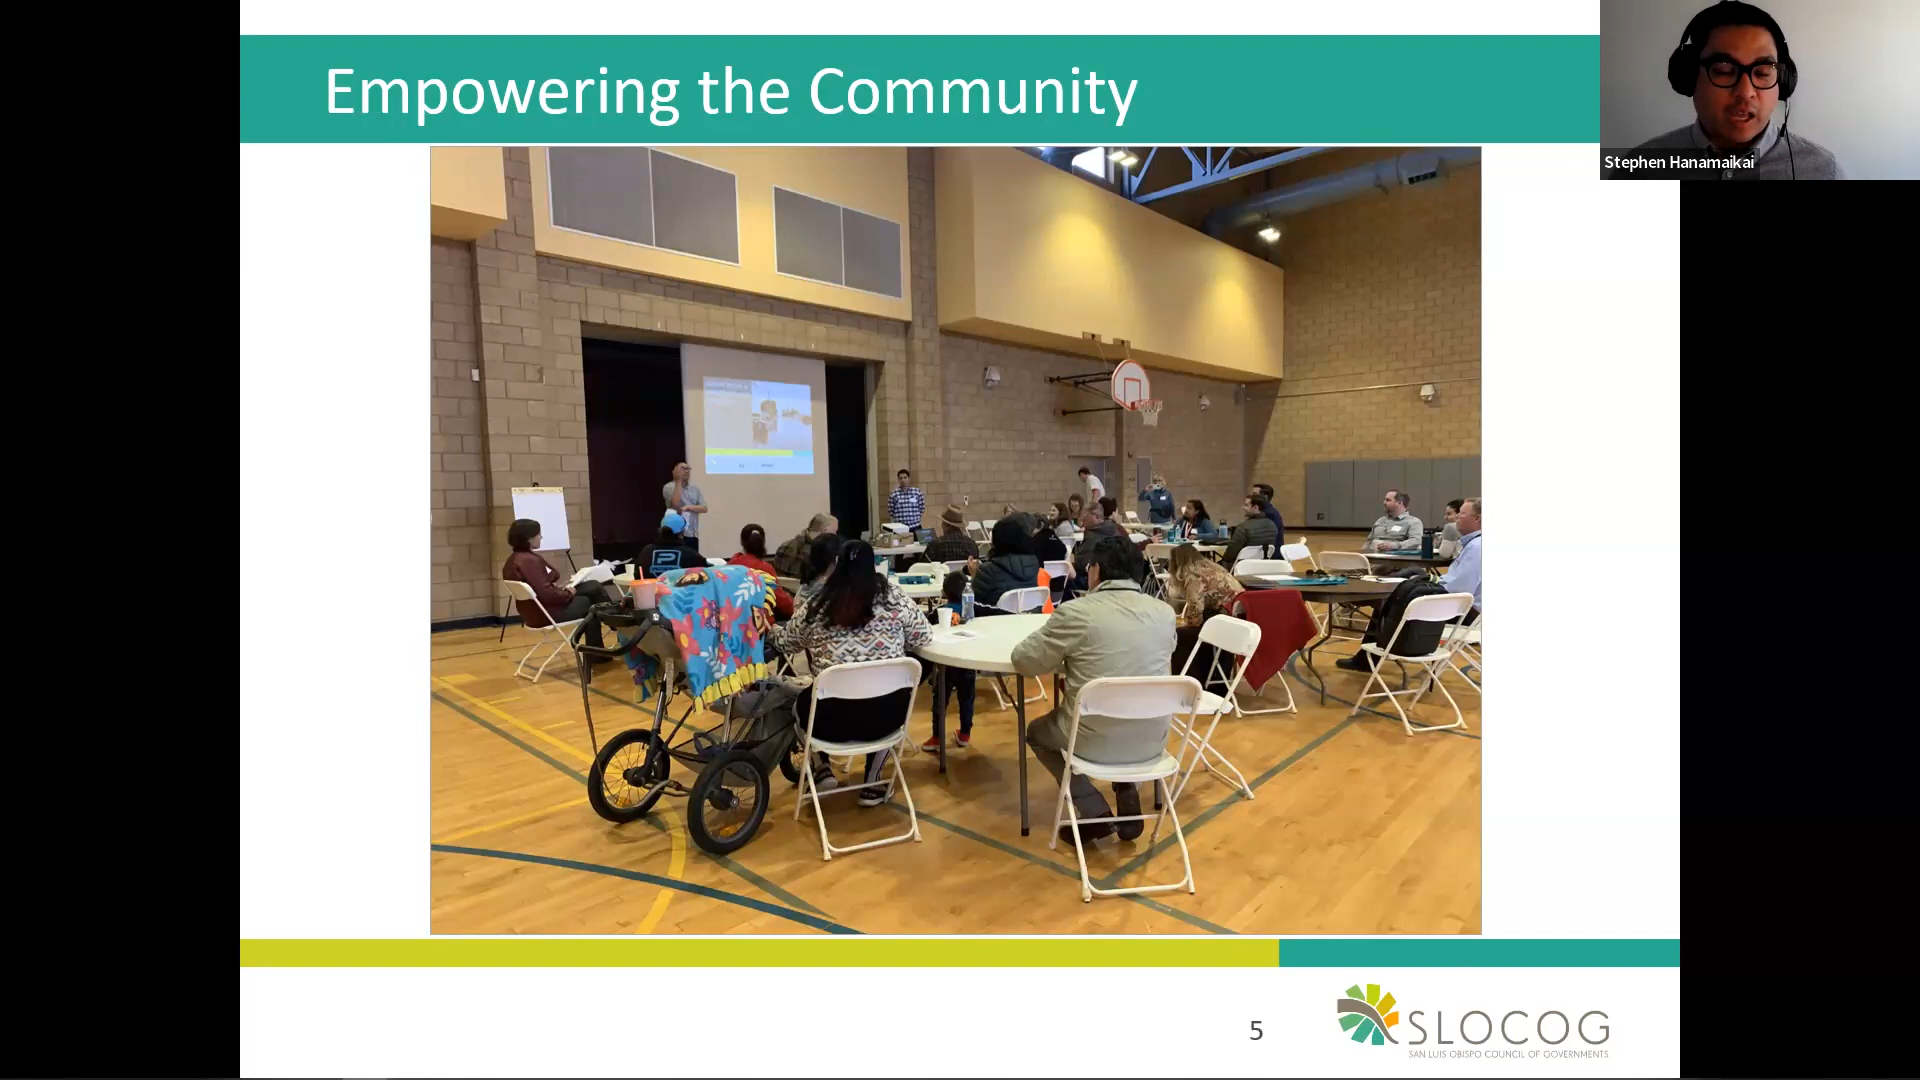 Empowering the Community
Stephen Hanamaikai
5
SLOCOG
SAN LUIS OBISPO COUNCIL OF GOVERNMENTS